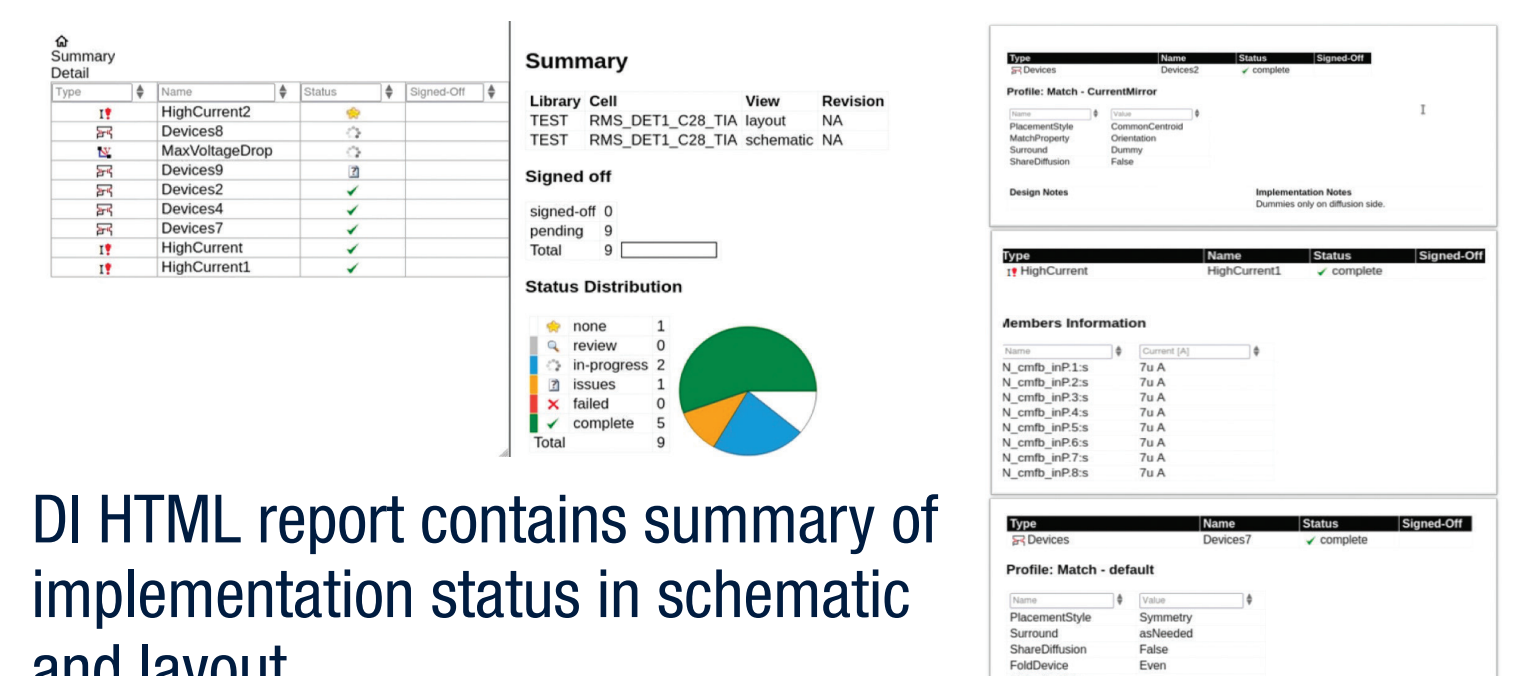 Summary
Detail
Type Name Status Signed-Off
HighCurrent2
Devices8
MaxVoltageDrop
Devices9
Devices2
Devices4
Devices7
HighCurrent
HighCurrent1
Summary
Library Cell View Revision
TEST RMS_DET1_C28_TIA layout NA
TEST RMS_DET1_C28_TIA schematic NA
Signed off
signed-off 0
pending 9
Total 9
Status Distribution
none 1
review 0
in-progress 2
issues 1
failed 0
complete 5
Total 9
Type Name Status Signed-Off
Devices Devices2 complete
Profile: Match - CurrentMirror
Name Value
PlacementStyle CommonCentroid
MatchProperty Orientation
Surround Dummy
ShareDiffusion False
Design Notes Implementation Notes
Dummies only on diffusion side.
Type Name Status Signed-Off
HighCurrent HighCurrent1 complete
Members Information
Name Current [A]
N_cmfb_inP.1:s 7u A
N_cmfb_inP.2:s 7u A
N_cmfb_inP.3:s 7u A
N_cmfb_inP.4:s 7u A
N_cmfb_inP.5:s 7u A
N_cmfb_inP.6:s 7u A
N_cmfb_inP.7:s 7u A
N_cmfb_inP.8:s 7u A
Type Name Status Signed-Off
Devices Devices7 complete
Profile: Match - default
Name Value
PlacementStyle Symmetry
Surround asNeeded
ShareDiffusion False
FoldDevice Even
DI HTML report contains summary of
implementation status in schematic
and layout